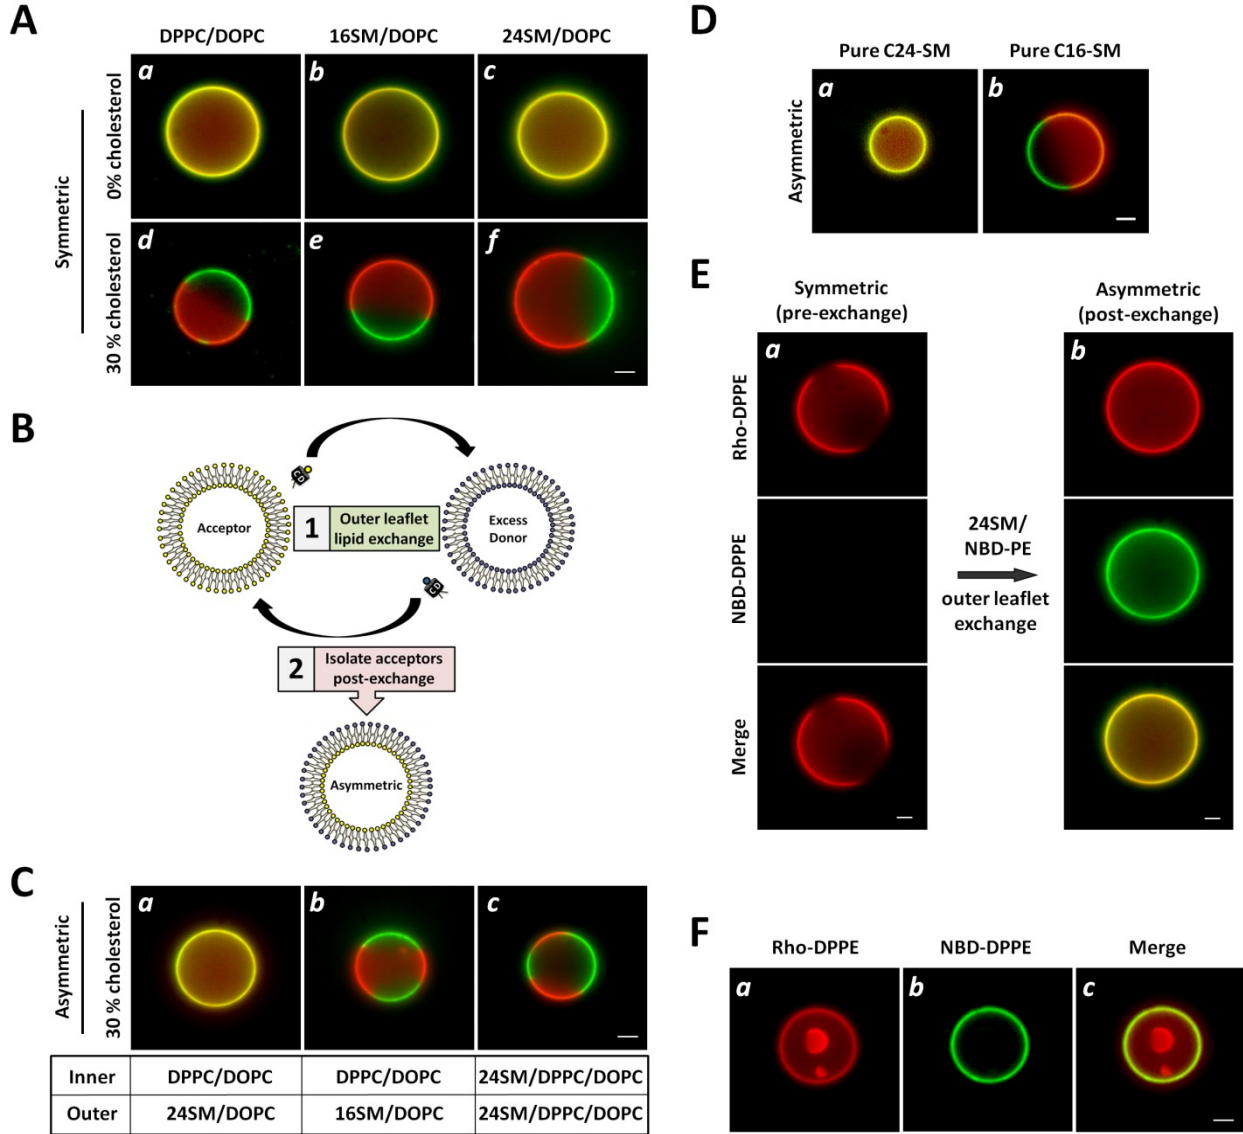 A
DPPC/DOPC
16SM/DOPC
24SM/DOPC
Symmetric
0% cholesterol
a
b
c
30 % cholesterol
d
e
f
B
Acceptor
CD
1
Outer leaflet
lipid exchange
Excess
Donor
CD
2
Isolate acceptors
post-exchange
Asymmetric
C
Asymmetric
30 % cholesterol
a
b
c
Inner
DPPC/DOPC
DPPC/DOPC
24SM/DPPC/DOPC
Outer
24SM/DOPC
16SM/DOPC
24SM/DPPC/DOPC
D
Pure C24-SM
Pure C16-SM
Asymmetric
a
b
E
Symmetric
(pre-exchange)
Asymmetric
(post-exchange)
a
b
Rho-DPPE
NBD-DPPE
Merge
24SM/
NBD-PE
outer leaflet
exchange
F
Rho-DPPE
NBD-DPPE
Merge
a
b
c